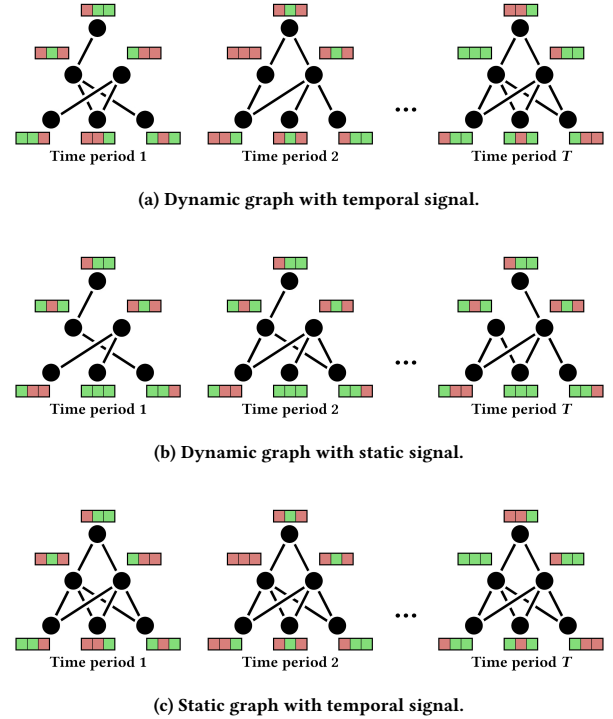 Time period 1 Time period 2 ... Time period T
(a) Dynamic graph with temporal signal.
Time period 1 Time period 2 ... Time period T
(b) Dynamic graph with static signal.
Time period 1 Time period 2 ... Time period T
(c) Static graph with temporal signal.